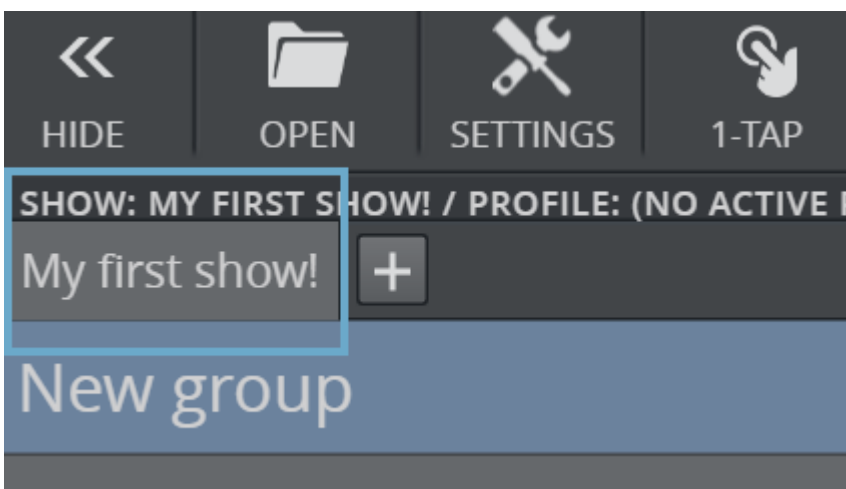 HIDE OPEN SETTINGS 1-TAP
SHOW: MY FIRST SHOW! / PROFILE: (NO ACTIVE
My first show! +
New group